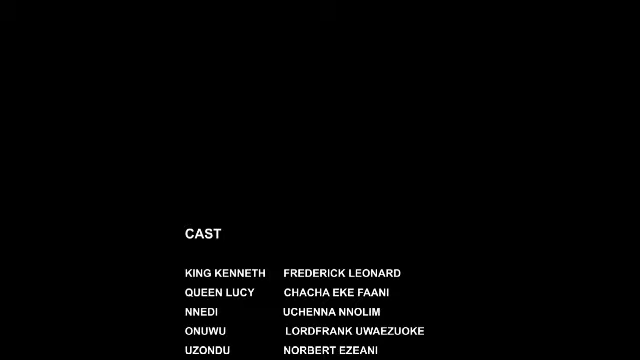 CAST
KING KENNETH FREDERICK LEONARD
QUEEN LUCY CHACHA EKE FAANI
NNEDI UCHENNA NNOLIM
ONUWU LORDFRANK UWAEZUOKE
UZONDU NORBERT EZEANI